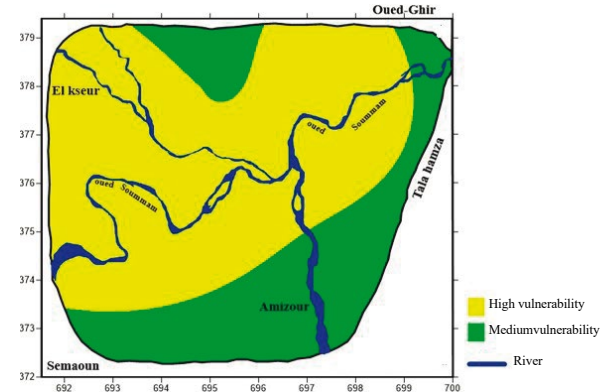 Oued-Ghir
379
378
El kseur
oued Soummam
377
Tala hamza
376
oued Soummam
375
374
High vulnerability
Amizour
Mediumvulnerability
373
River
Semaoun
372
692 693 694 695 696 697 698 699 700